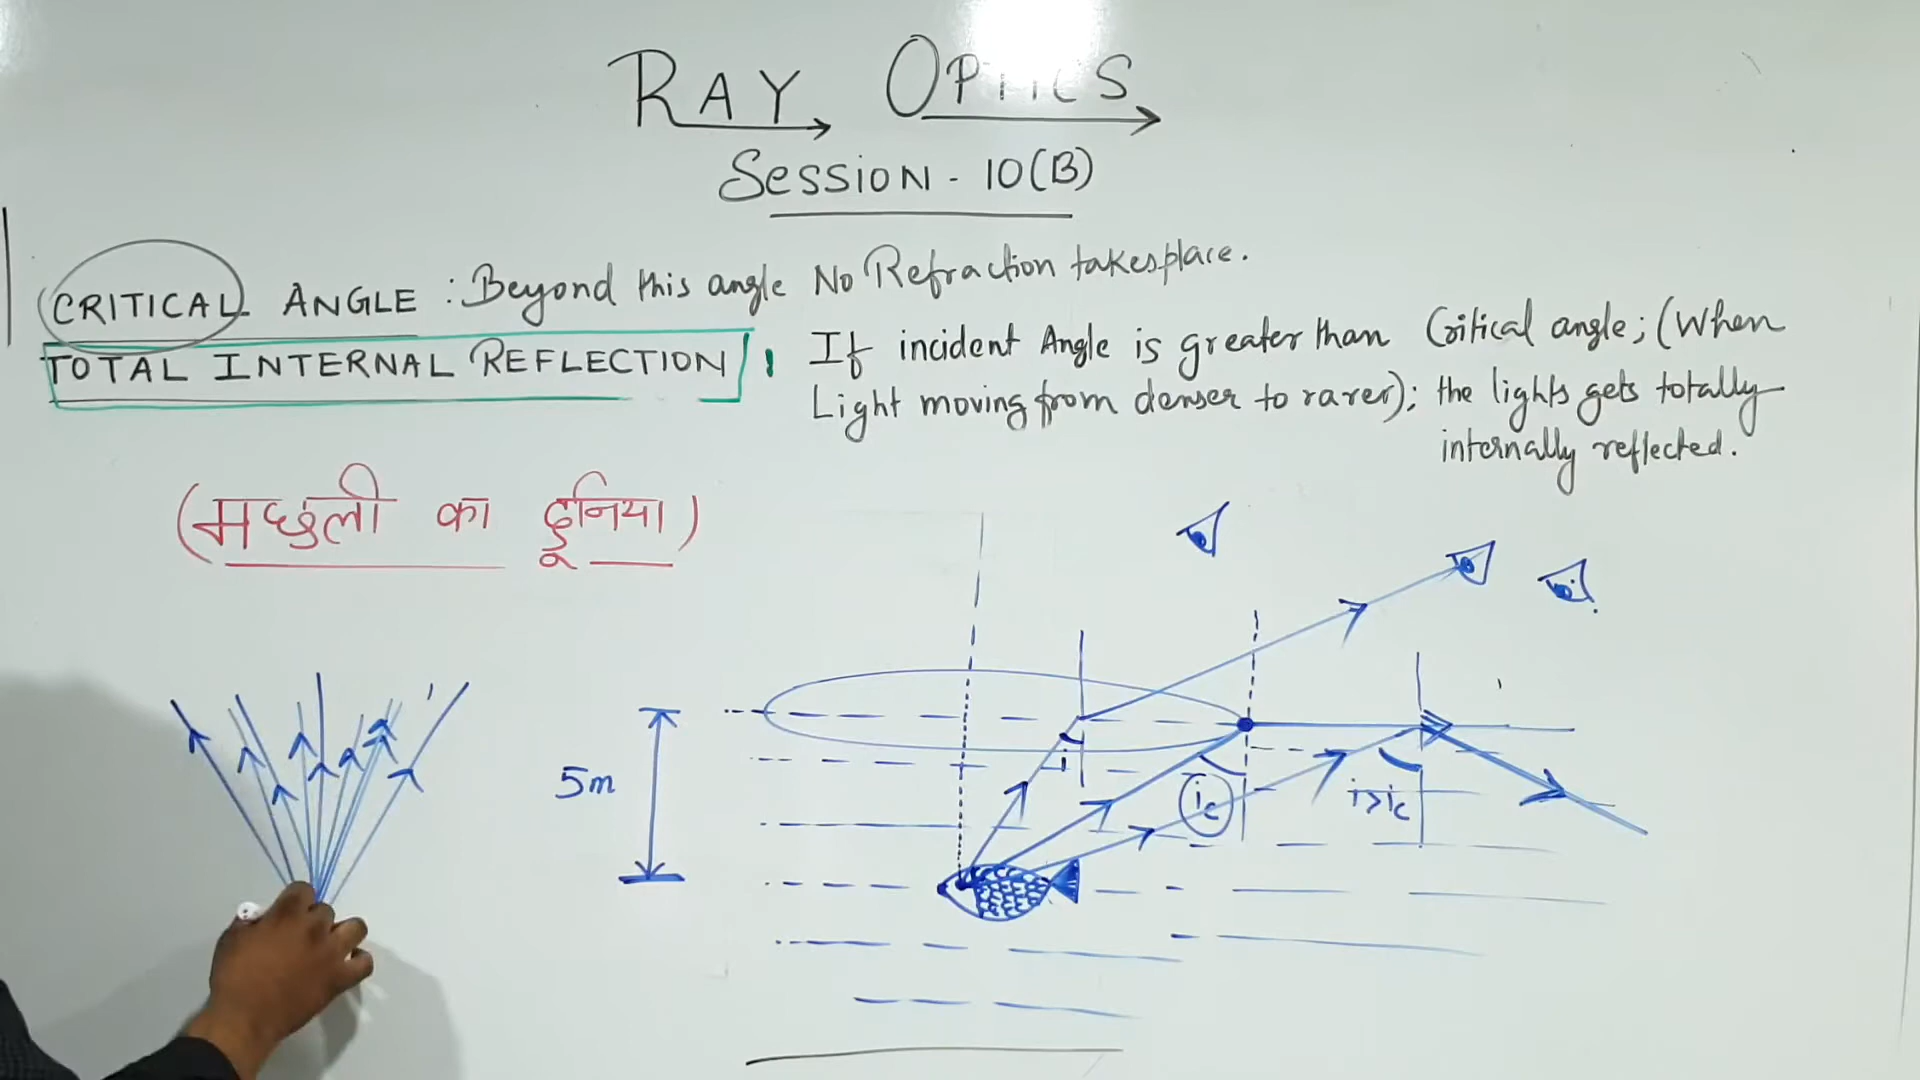 RAY OPTICS
SESSION - 10(B)
CRITICAL ANGLE : Beyond this angle No Refraction takesplace.
TOTAL INTERNAL REFLECTION : If incident Angle is greater than Critical angle; (When
Light moving from denser to rarer); the lights gets totally
internally reflected.
(मछुली का दूनिया)
5m
i
ic
i>ic